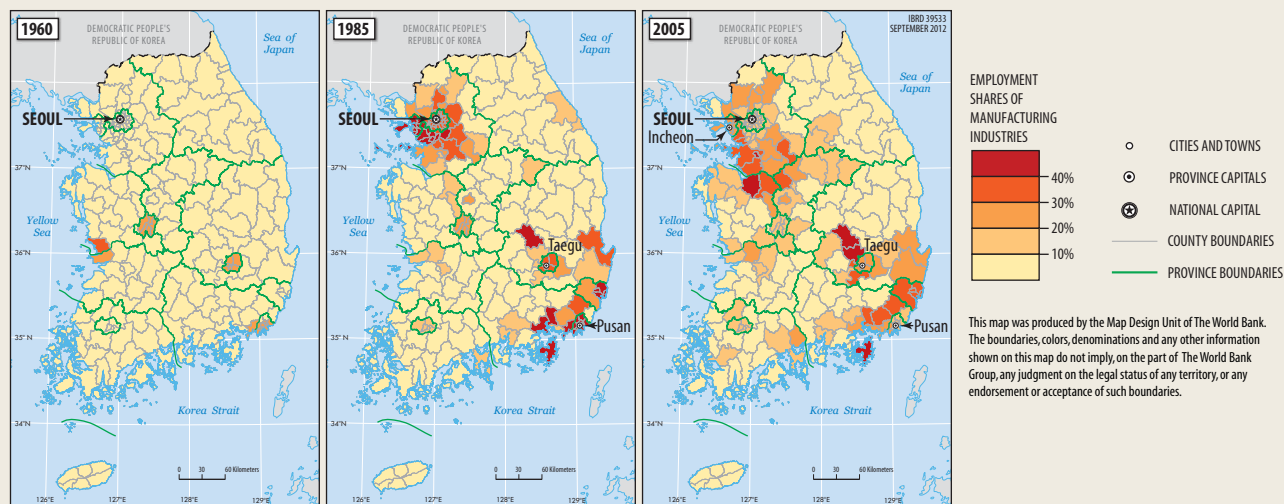 1960
DEMOCRATIC PEOPLE'S
REPUBLIC OF KOREA
Sea of
Japan
SEOUL
37°N
Yellow
Sea
36°N
35°N
Korea Strait
34°N
0 30 60 Kilometers
126°E 127°E 128°E 129°E
1985
DEMOCRATIC PEOPLE'S
REPUBLIC OF KOREA
Sea of
Japan
SEOUL
37°N
Yellow
Sea
36°N
Taegu
35°N
Pusan
Korea Strait
34°N
0 30 60 Kilometers
126°E 127°E 128°E 129°E
2005
DEMOCRATIC PEOPLE'S
REPUBLIC OF KOREA
IBRD 39533
SEPTEMBER 2012
Sea of
Japan
SEOUL
Incheon
37°N
Yellow
Sea
36°N
Taegu
35°N
Pusan
Korea Strait
34°N
0 30 60 Kilometers
126°E 127°E 128°E 129°E
EMPLOYMENT
SHARES OF
MANUFACTURING
INDUSTRIES
40%
30%
20%
10%
CITIES AND TOWNS
PROVINCE CAPITALS
NATIONAL CAPITAL
COUNTY BOUNDARIES
PROVINCE BOUNDARIES
This map was produced by the Map Design Unit of The World Bank.
The boundaries, colors, denominations and any other information
shown on this map do not imply, on the part of The World Bank
Group, any judgment on the legal status of any territory, or any
endorsement or acceptance of such boundaries.